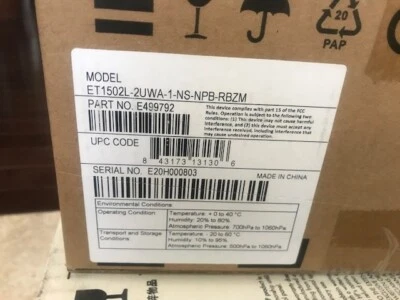 20
PAP
MODEL
ET1502L-2UWA-1-NS-NPB-RBZM
PART NO. E499792
This device complies with part 15 of the FCC
Rules. Operation is subject to the following two
conditions: (1) This device may not cause harmful
interference, and (2) this device must accept any
interference received, including interference that
may cause undesired operation.
UPC CODE
8 43173 13130 6
SERIAL NO. E20H000803
MADE IN CHINA
Environmental Conditions
Operating Condition
Temperature: + 0 to 40 °C
Humidity: 20% to 80%
Atmospheric Pressure: 700hPa to 1060hPa
Transport and Storage
Conditions
Temperature: - 20 to 60 °C
Humidity: 10% to 95%
Atmospheric Pressure: 500hPa to 1060hPa